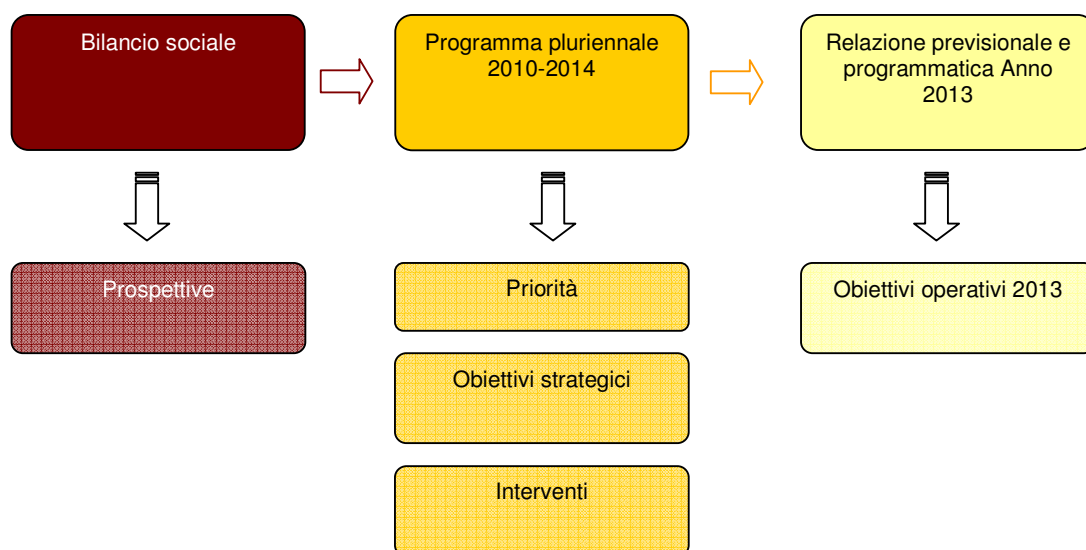 Bilancio sociale
Programma pluriennale
2010-2014
Relazione previsionale e
programmatica Anno
2013
Prospettive
Priorità
Obiettivi operativi 2013
Obiettivi strategici
Interventi